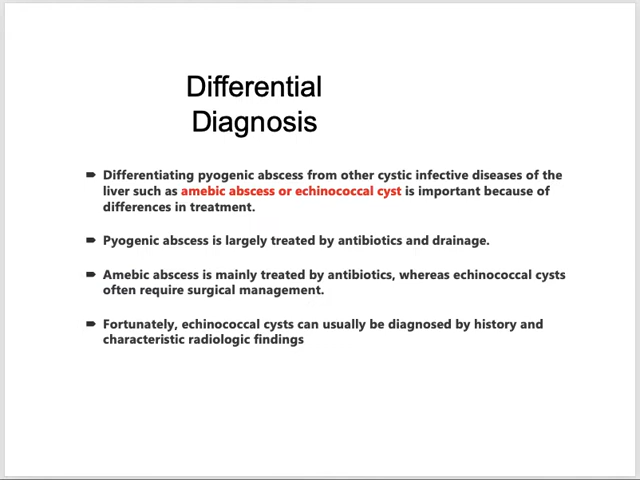 Differential
Diagnosis
Differentiating pyogenic abscess from other cystic infective diseases of the
liver such as amebic abscess or echinococcal cyst is important because of
differences in treatment.
Pyogenic abscess is largely treated by antibiotics and drainage.
Amebic abscess is mainly treated by antibiotics, whereas echinococcal cysts
often require surgical management.
Fortunately, echinococcal cysts can usually be diagnosed by history and
characteristic radiologic findings